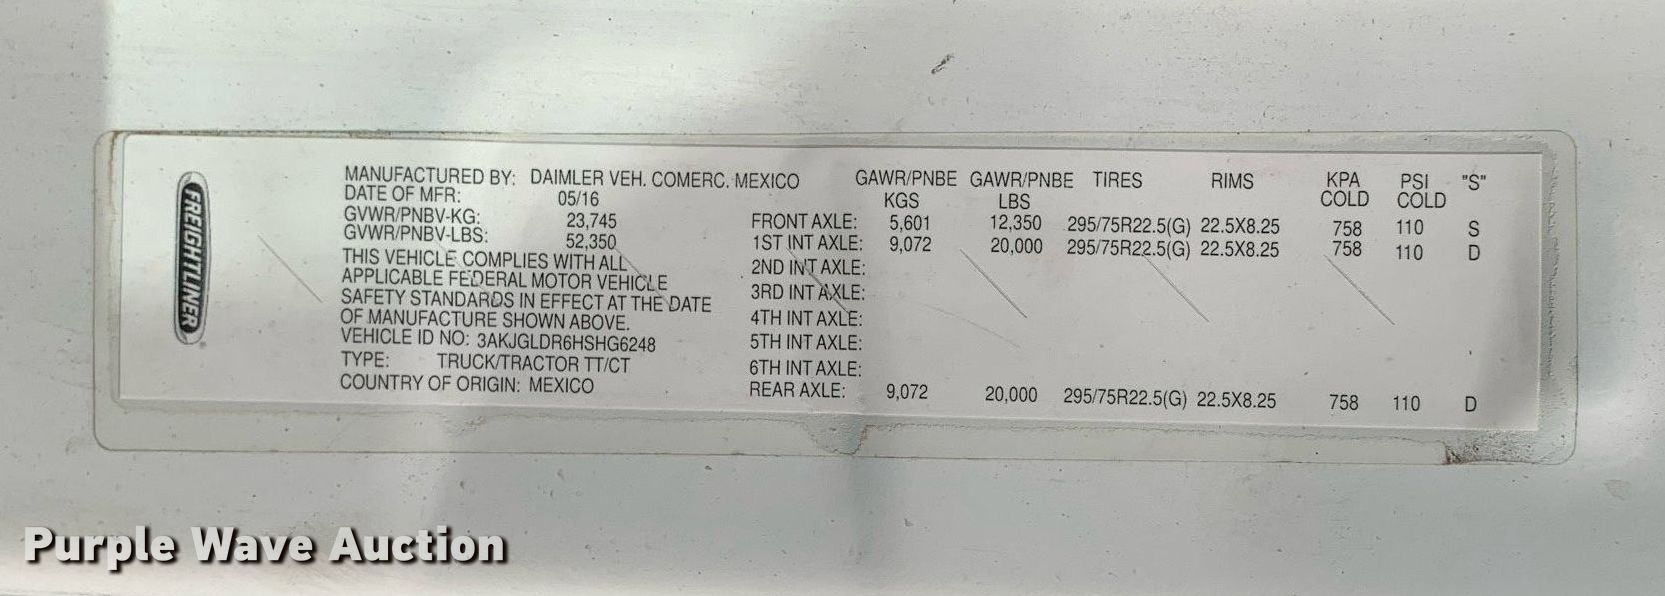 FREIGHTLINER
MANUFACTURED BY: DAIMLER VEH. COMERC. MEXICO
DATE OF MFR: 05/16
GVWR/PNBV-KG: 23,745
GVWR/PNBV-LBS: 52,350
THIS VEHICLE COMPLIES WITH ALL
APPLICABLE FEDERAL MOTOR VEHICLE
SAFETY STANDARDS IN EFFECT AT THE DATE
OF MANUFACTURE SHOWN ABOVE.
VEHICLE ID NO: 3AKJGLDR6HSHG6248
TYPE: TRUCK/TRACTOR TT/CT
COUNTRY OF ORIGIN: MEXICO
GAWR/PNBE GAWR/PNBE TIRES RIMS KPA PSI "S"
KGS LBS COLD COLD
FRONT AXLE: 5,601 12,350 295/75R22.5(G) 22.5X8.25 758 110 S
1ST INT AXLE: 9,072 20,000 295/75R22.5(G) 22.5X8.25 758 110 D
2ND INT AXLE:
3RD INT AXLE:
4TH INT AXLE:
5TH INT AXLE:
6TH INT AXLE:
REAR AXLE: 9,072 20,000 295/75R22.5(G) 22.5X8.25 758 110 D
Purple Wave Auction